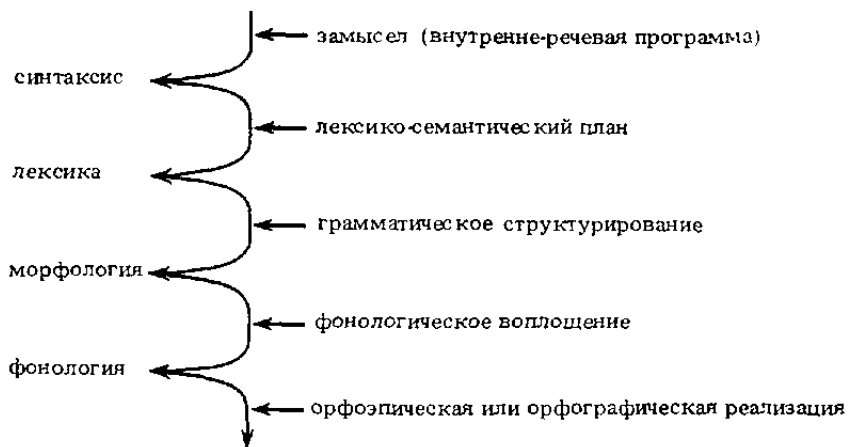 замысел (внутренне-речевая программа)
синтаксис
лексико-семантический план
лексика
грамматическое структурирование
морфология
фонологическое воплощение
фонология
орфоэпическая или орфографическая реализация